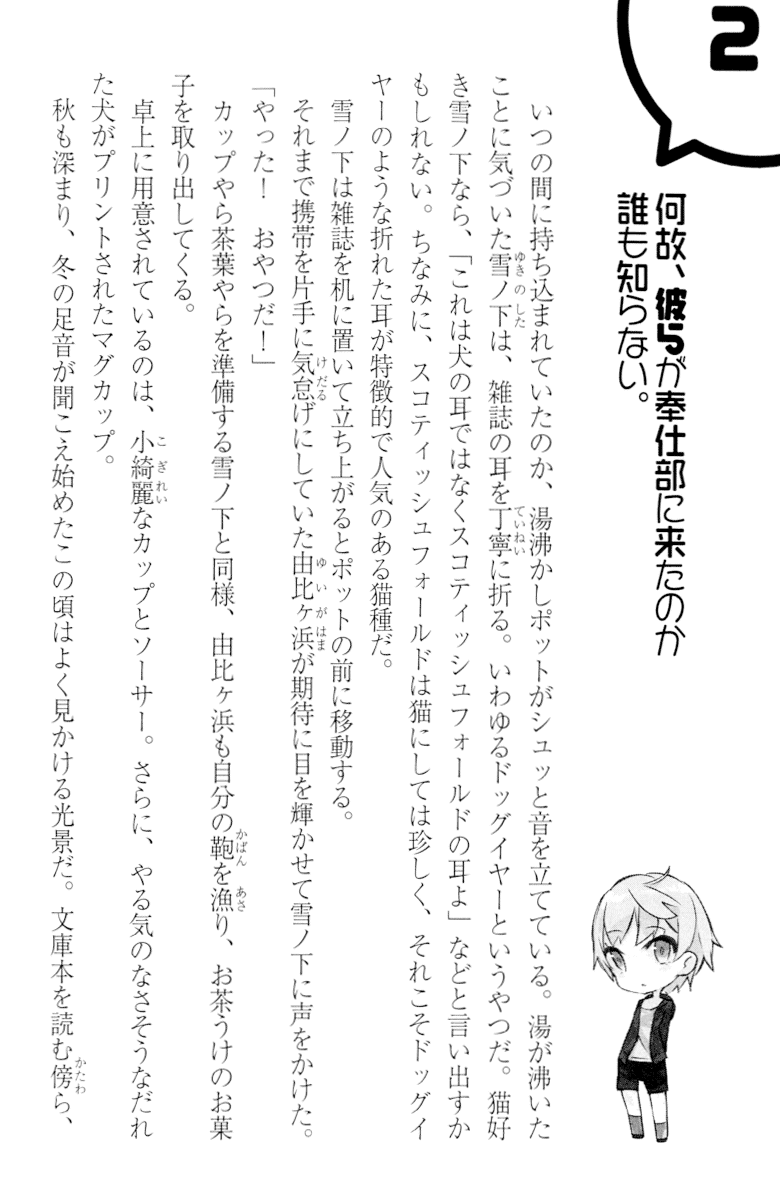 2
何故、彼らが奉仕部に来たのか
誰も知らない。
いつの間に持ち込まれていたのか、湯沸かしポットがシュッと音を立てている。湯が沸いた
ことに気づいた雪ノ下は、雑誌の耳を丁寧に折る。いわゆるドッグイヤーというやつだ。猫好
き雪ノ下なら、「これは犬の耳ではなくスコティッシュフォールドの耳よ」などと言い出すか
もしれない。ちなみに、スコティッシュフォールドは猫にしては珍しく、それこそドッグイ
ヤーのような折れた耳が特徴的で人気のある猫種だ。
雪ノ下は雑誌を机に置いて立ち上がるとポットの前に移動する。
それまで携帯を片手に気怠げにしていた由比ヶ浜が期待に目を輝かせて雪ノ下に声をかけた。
「やった！　おやつだ！」
カップやら茶葉やらを準備する雪ノ下と同様、由比ヶ浜も自分の鞄を漁り、お茶うけのお菓
子を取り出してくる。
卓上に用意されているのは、小綺麗なカップとソーサー。さらに、やる気のなさそうなだれ
た犬がプリントされたマグカップ。
秋も深まり、冬の足音が聞こえ始めたこの頃はよく見かける光景だ。文庫本を読む傍ら、